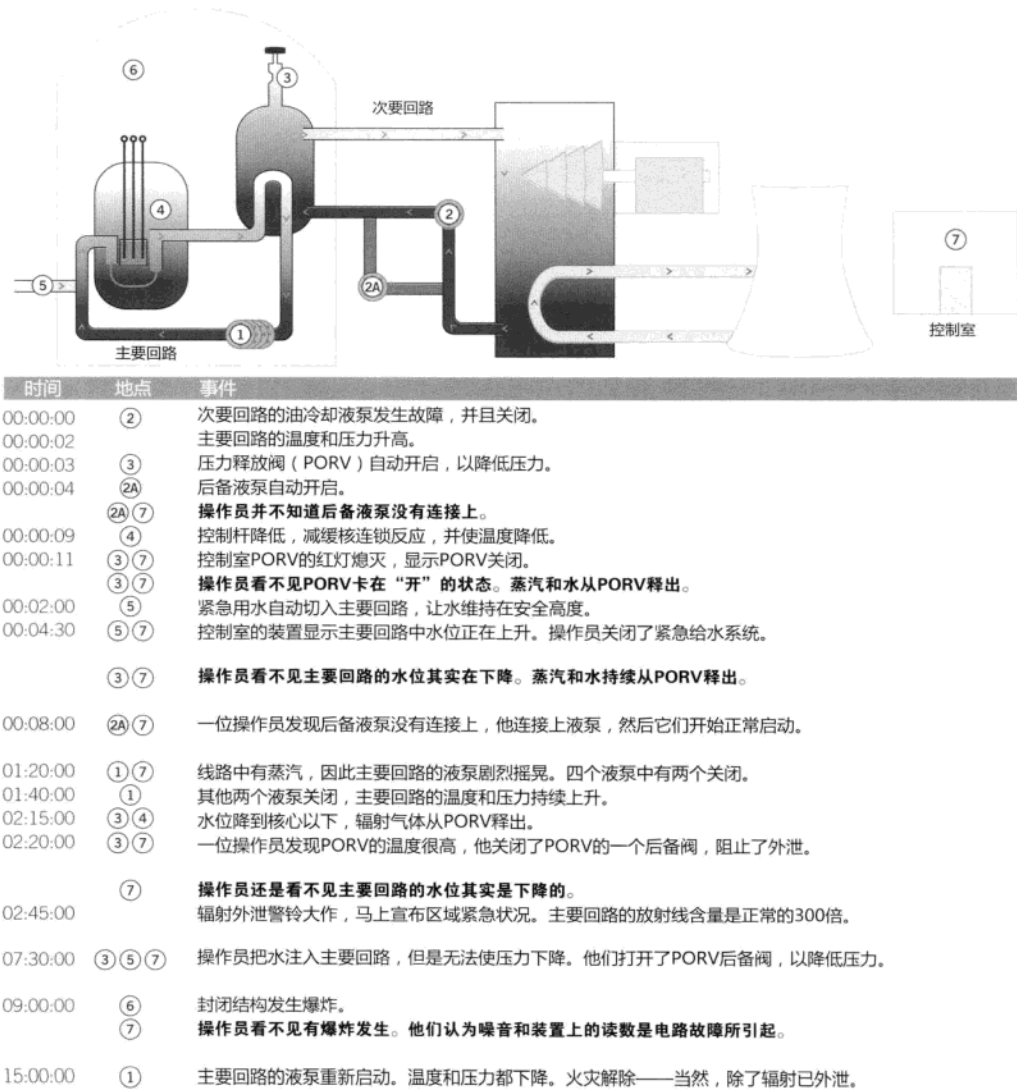 ⑥
③
次要回路
④
②
⑦
⑤
2A
①
控制室
主要回路
时间 地点 事件
00:00:00 ② 次要回路的油冷却液泵发生故障，并且关闭。
00:00:02 主要回路的温度和压力升高。
00:00:03 ③ 压力释放阀（PORV）自动开启，以降低压力。
00:00:04 2A 后备液泵自动开启。
2A ⑦ 操作员并不知道后备液泵没有连接上。
00:00:09 ④ 控制杆降低，减缓核连锁反应，并使温度降低。
00:00:11 ③⑦ 控制室PORV的红灯熄灭，显示PORV关闭。
③⑦ 操作员看不见PORV卡在“开”的状态。蒸汽和水从PORV释出。
00:02:00 ⑤ 紧急用水自动切入主要回路，让水维持在安全高度。
00:04:30 ⑤⑦ 控制室的装置显示主要回路中水位正在上升。操作员关闭了紧急给水系统。
③⑦ 操作员看不见主要回路的水位其实在下降。蒸汽和水持续从PORV释出。
00:08:00 2A ⑦ 一位操作员发现后备液泵没有连接上，他连接上液泵，然后它们开始正常启动。
01:20:00 ①⑦ 线路中有蒸汽，因此主要回路的液泵剧烈摇晃。四个液泵中有两个关闭。
01:40:00 ① 其他两个液泵关闭，主要回路的温度和压力持续上升。
02:15:00 ③④ 水位降到核心以下，辐射气体从PORV释出。
02:20:00 ③⑦ 一位操作员发现PORV的温度很高，他关闭了PORV的一个后备阀，阻止了外泄。
⑦ 操作员还是看不见主要回路的水位其实是下降的。
02:45:00 辐射外泄警铃大作，马上宣布区域紧急状况。主要回路的放射线含量是正常的300倍。
07:30:00 ③⑤⑦ 操作员把水注入主要回路，但是无法使压力下降。他们打开了PORV后备阀，以降低压力。
09:00:00 ⑥ 封闭结构发生爆炸。
⑦ 操作员看不见有爆炸发生。他们认为噪音和装置上的读数是电路故障所引起。
15:00:00 ① 主要回路的液泵重新启动。温度和压力都下降。火灾解除——当然，除了辐射已外泄。